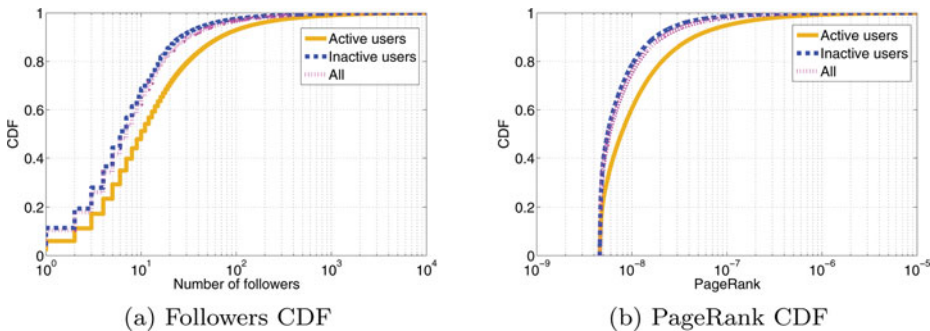 1
0.8
0.6
0.4
0.2
0
CDF
10^0
10^1
10^2
10^3
10^4
Number of followers
Active users
Inactive users
All
(a) Followers CDF
1
0.8
0.6
0.4
0.2
0
CDF
10^-9
10^-8
10^-7
10^-6
10^-5
PageRank
Active users
Inactive users
All
(b) PageRank CDF